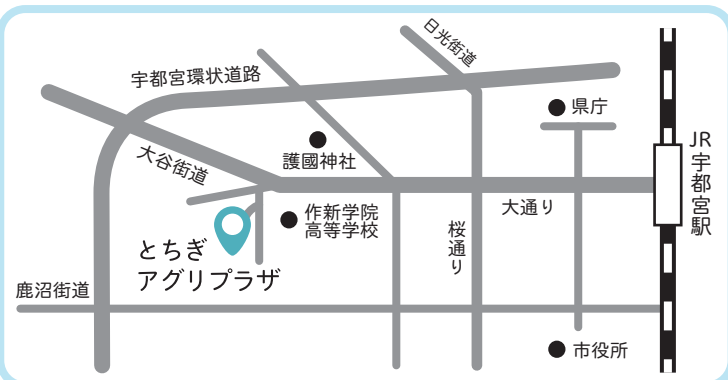 日光街道
宇都宮環状道路
県庁
JR
宇都宮駅
大谷街道
護國神社
大通り
作新学院
高等学校
桜通り
とちぎ
アグリプラザ
鹿沼街道
市役所